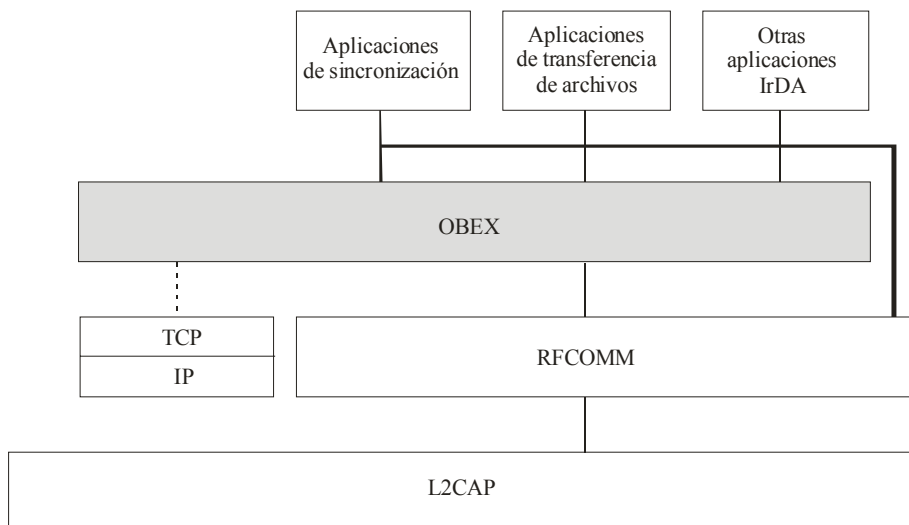 Aplicaciones
de sincronización
Aplicaciones
de transferencia
de archivos
Otras
aplicaciones
IrDA
OBEX
TCP
IP
RFCOMM
L2CAP